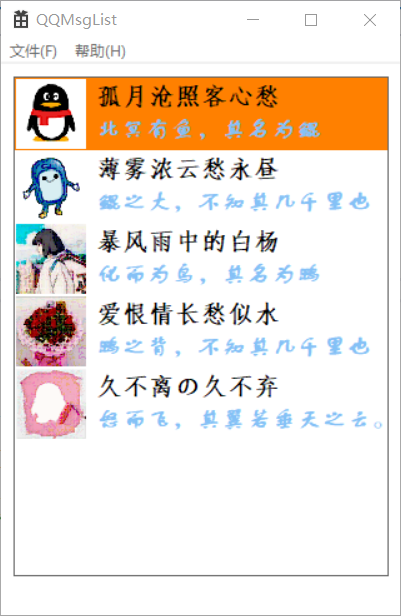 QQMsgList
文件(F) 帮助(H)
孤月沧照客心愁
北冥有鱼，其名为鲲
薄雾浓云愁永昼
鲲之大，不知其几千里也
暴风雨中的白杨
化而为鸟，其名为鹏
爱恨情长愁似水
鹏之背，不知其几千里也
久不离の久不弃
怒而飞，其翼若垂天之云。